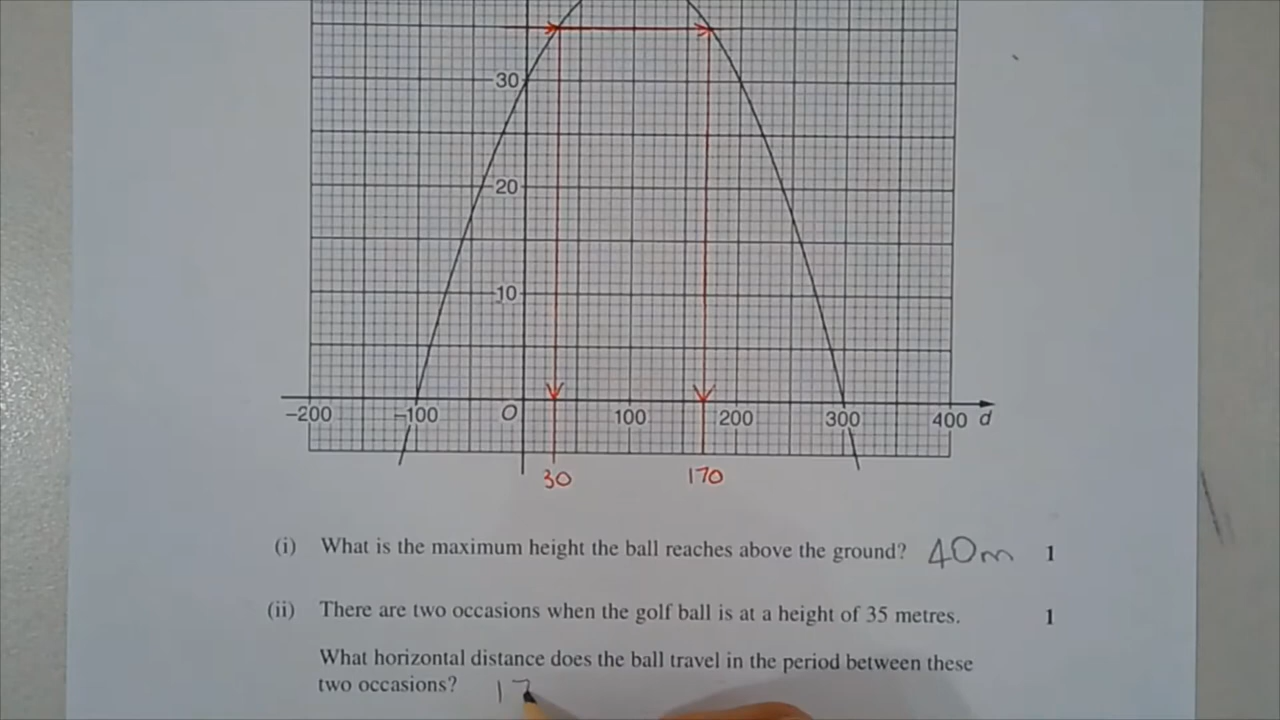 30
20
10
-200 -100 O 100 200 300 400 d
30 170
(i) What is the maximum height the ball reaches above the ground? 40m 1
(ii) There are two occasions when the golf ball is at a height of 35 metres. 1
What horizontal distance does the ball travel in the period between these
two occasions? 17